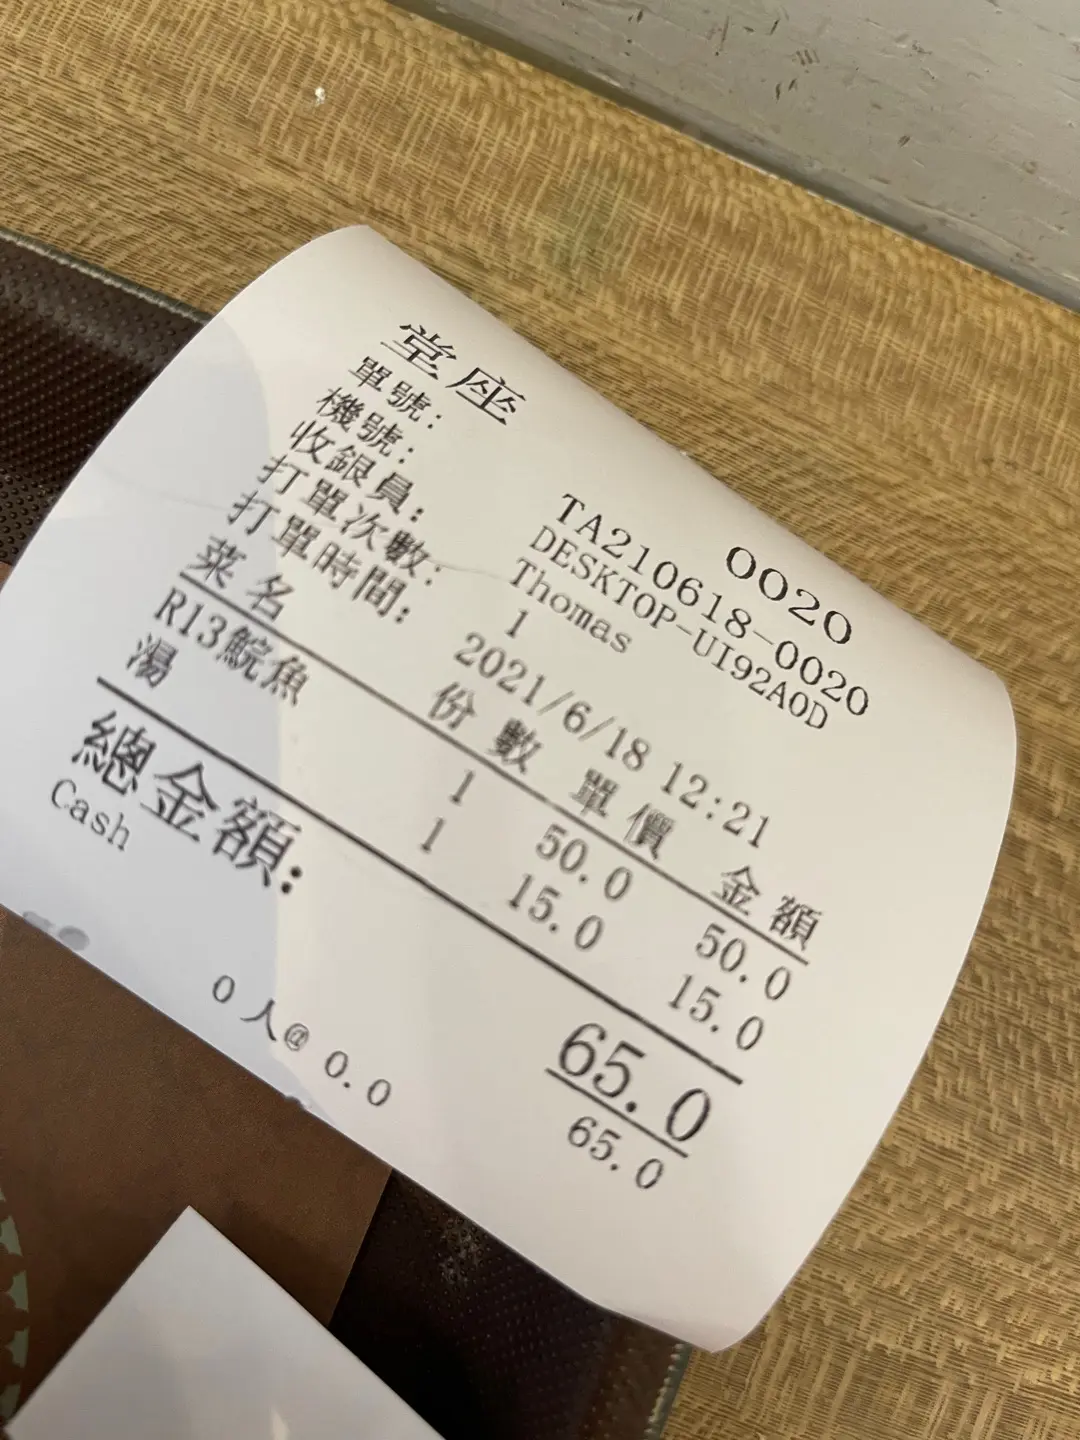 堂座 0020
單號: TA210618-0020
機號: DESKTOP-UI92A0D
收銀員: Thomas
打單次數: 1
打單時間: 2021/6/18 12:21
菜名 份數 單價 金額
R13鯇魚 1 50.0 50.0
湯 1 15.0 15.0
總金額: 65.0
Cash 65.0
0人@ 0.0